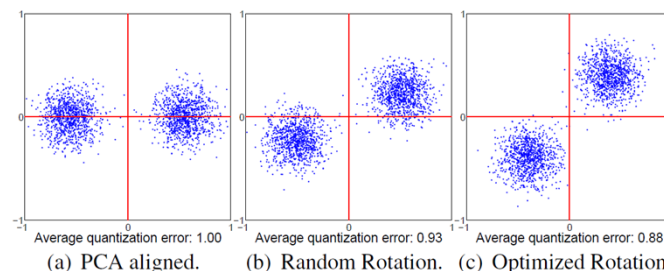 1 1 1
0 0 0
-1 -1 -1
-1 0 1 -1 0 1 -1 0 1
Average quantization error: 1.00 Average quantization error: 0.93 Average quantization error: 0.88
(a) PCA aligned. (b) Random Rotation. (c) Optimized Rotation